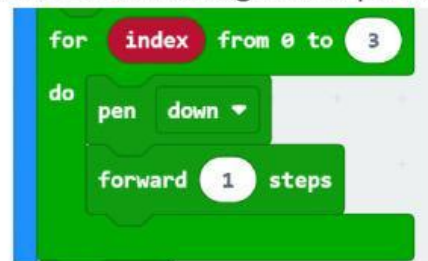 for index from 0 to 3
do
pen down
forward 1 steps